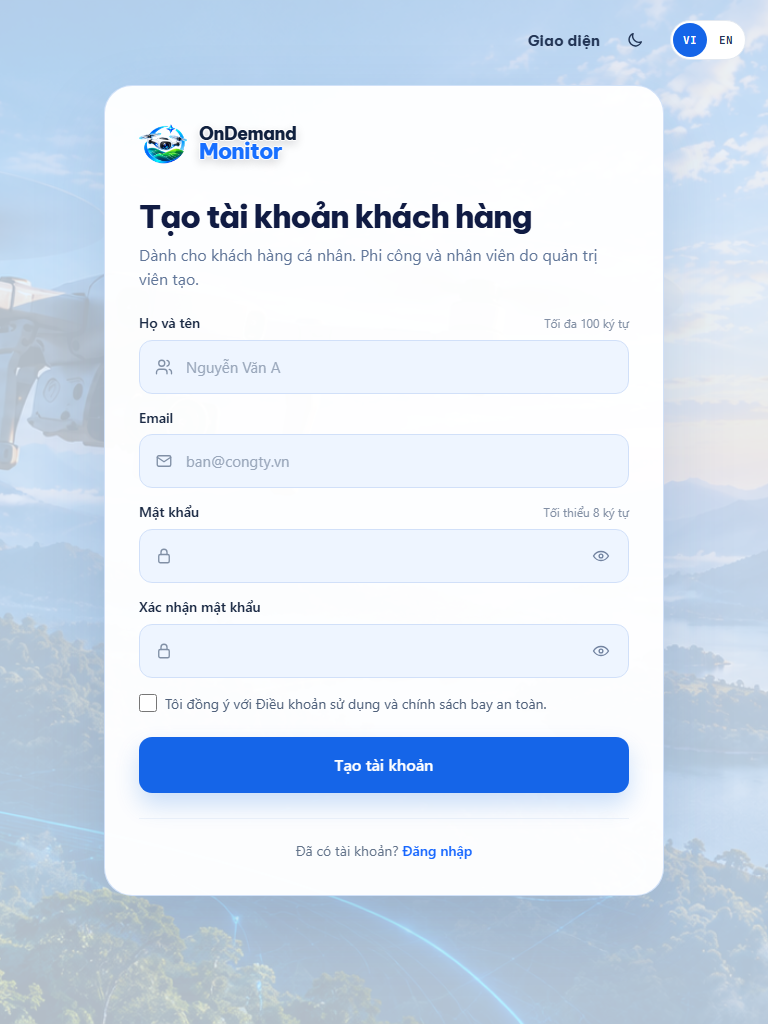 Giao diện
VI
EN
OnDemand
Monitor
Tạo tài khoản khách hàng
Dành cho khách hàng cá nhân. Phi công và nhân viên do quản trị
viên tạo.
Họ và tên
Tối đa 100 ký tự
Nguyễn Văn A
Email
ban@congty.vn
Mật khẩu
Tối thiểu 8 ký tự
Xác nhận mật khẩu
Tôi đồng ý với Điều khoản sử dụng và chính sách bay an toàn.
Tạo tài khoản
Đã có tài khoản? Đăng nhập